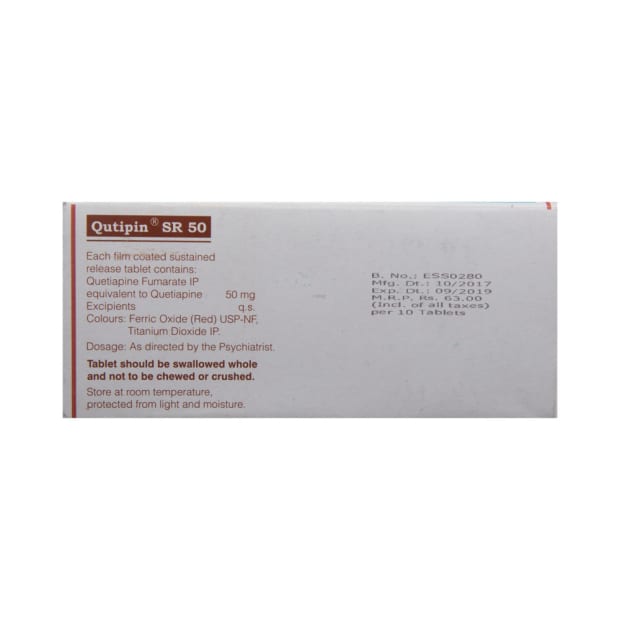 Qutipin® SR 50
Each film coated sustained
release tablet contains:
Quetiapine Fumarate IP
equivalent to Quetiapine 50 mg
Excipients q.s.
Colours: Ferric Oxide (Red) USP-NF,
Titanium Dioxide IP.
Dosage: As directed by the Psychiatrist.
Tablet should be swallowed whole
and not to be chewed or crushed.
Store at room temperature,
protected from light and moisture.
B. No.: ESS0280
Mfg. Dt.: 10/2017
Exp. Dt.: 09/2019
M.R.P. Rs. 63.00
(Incl. of all taxes)
per 10 Tablets